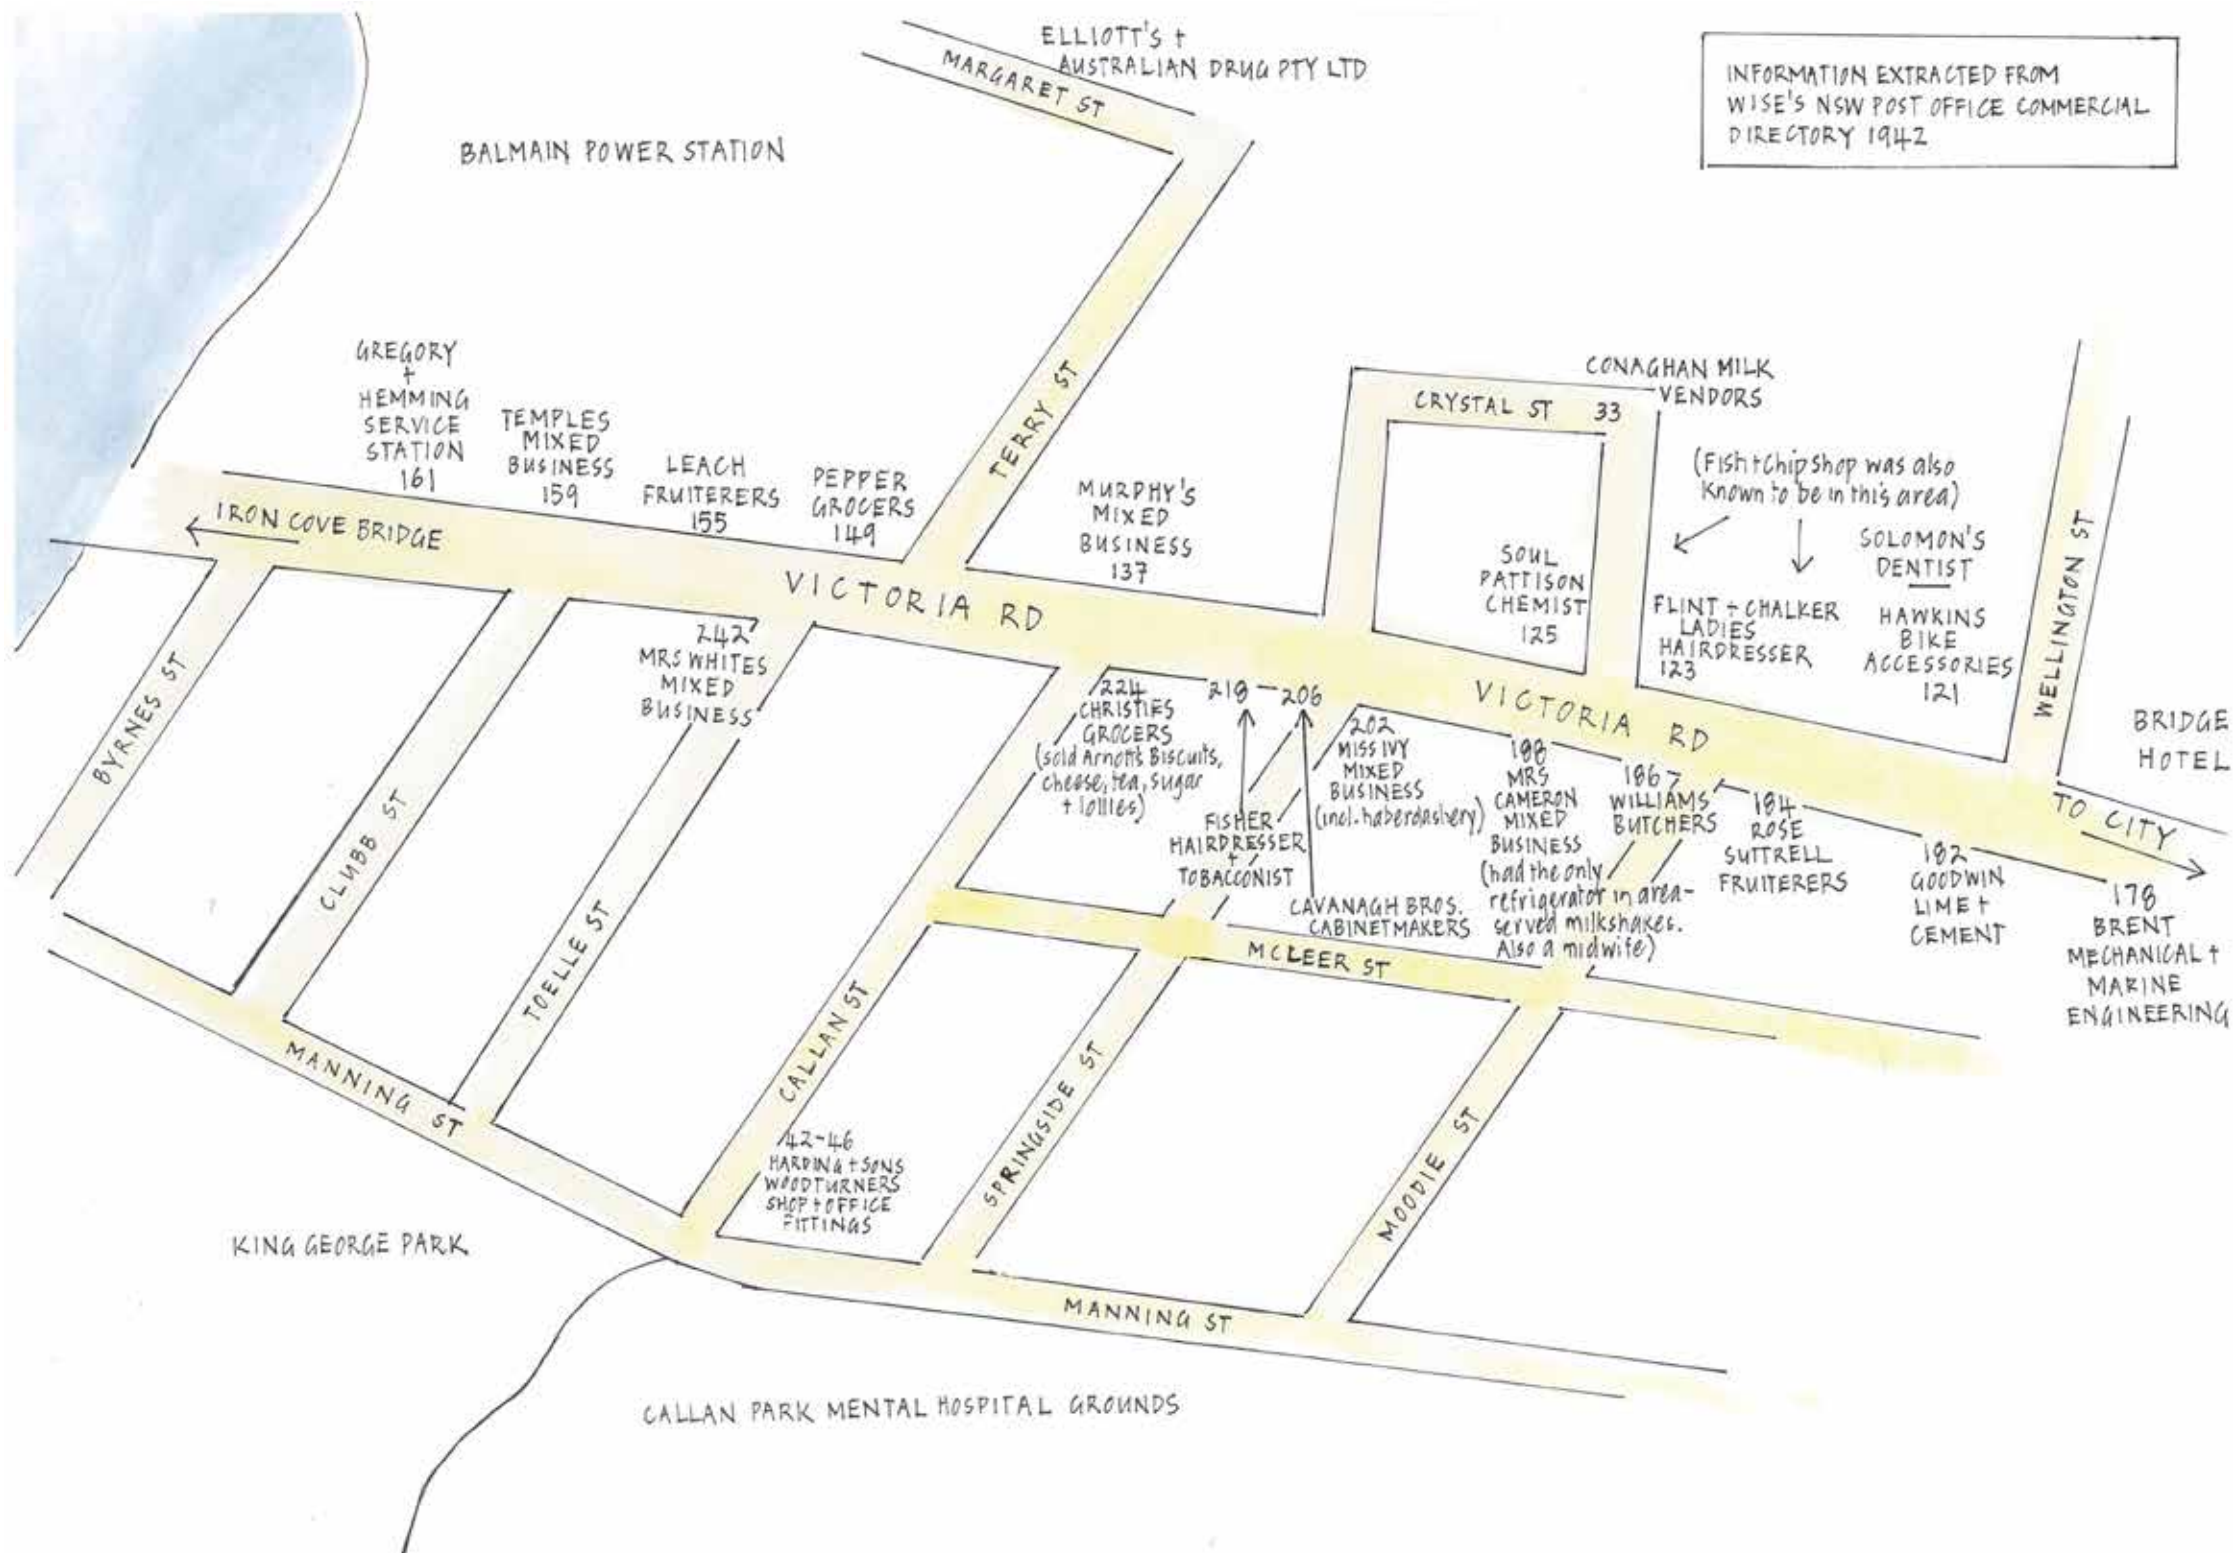 ELLIOTT'S +
AUSTRALIAN DRUG PTY LTD
MARGARET ST
INFORMATION EXTRACTED FROM
WISE'S NSW POST OFFICE COMMERCIAL
DIRECTORY 1942
BALMAIN POWER STATION
GREGORY
+
HEMMING
SERVICE
STATION
161
TEMPLES
MIXED
BUSINESS
159
LEACH
FRUITERERS
155
PEPPER
GROCERS
149
TERRY ST
MURPHY'S
MIXED
BUSINESS
137
CONAGHAN MILK
VENDORS
CRYSTAL ST 33
(Fish + Chip shop was also
known to be in this area)
SOUL
PATTISON
CHEMIST
125
FLINT + CHALKER
LADIES
HAIRDRESSER
123
SOLOMON'S
DENTIST
HAWKINS
BIKE
ACCESSORIES
121
WELLINGTON ST
BRIDGE
HOTEL
IRON COVE BRIDGE
VICTORIA RD
VICTORIA RD
TO CITY
242
MRS WHITES
MIXED
BUSINESS
224
CHRISTIES
GROCERS
(sold Arnotts Biscuits,
cheese, tea, sugar
+ lollies)
218 - 206
FISHER
HAIRDRESSER
+
TOBACCONIST
CAVANAGH BROS.
CABINETMAKERS
202
MISS IVY
MIXED
BUSINESS
(incl. haberdashery)
188
MRS
CAMERON
MIXED
BUSINESS
(had the only
refrigerator in area-
served milkshakes.
Also a midwife)
186
WILLIAMS
BUTCHERS
184
ROSE
SUTTRELL
FRUITERERS
182
GOODWIN
LIME +
CEMENT
178
BRENT
MECHANICAL +
MARINE
ENGINEERING
BYRNES ST
CLUBB ST
TOELLE ST
CALLAN ST
MCLEER ST
SPRINGSIDE ST
MOODIE ST
MANNING ST
42-46
HARDING + SONS
WOODTURNERS
SHOP + OFFICE
FITTINGS
MANNING ST
KING GEORGE PARK
CALLAN PARK MENTAL HOSPITAL GROUNDS